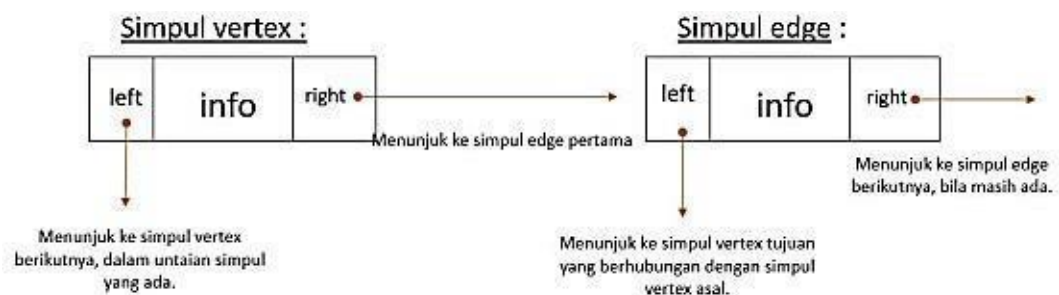 Simpul vertex :
left
info
right
Menunjuk ke simpul edge pertama
Menunjuk ke simpul vertex
berikutnya, dalam untaian simpul
yang ada.
Simpul edge :
left
info
right
Menunjuk ke simpul edge
berikutnya, bila masih ada.
Menunjuk ke simpul vertex tujuan
yang berhubungan dengan simpul
vertex asal.